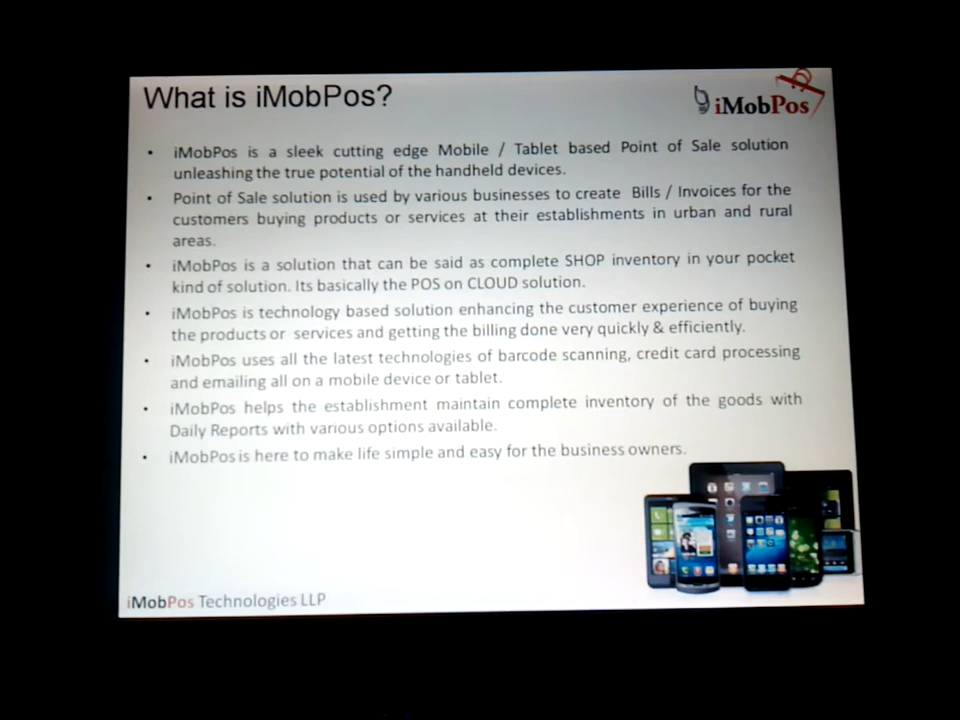 What is iMobPos?
iMobPos
• iMobPos is a sleek cutting edge Mobile / Tablet based Point of Sale solution
unleashing the true potential of the handheld devices.
• Point of Sale solution is used by various businesses to create Bills / Invoices for the
customers buying products or services at their establishments in urban and rural
areas.
• iMobPos is a solution that can be said as complete SHOP inventory in your pocket
kind of solution. Its basically the POS on CLOUD solution.
• iMobPos is technology based solution enhancing the customer experience of buying
the products or services and getting the billing done very quickly & efficiently.
• iMobPos uses all the latest technologies of barcode scanning, credit card processing
and emailing all on a mobile device or tablet.
• iMobPos helps the establishment maintain complete inventory of the goods with
Daily Reports with various options available.
• iMobPos is here to make life simple and easy for the business owners.
iMobPos Technologies LLP